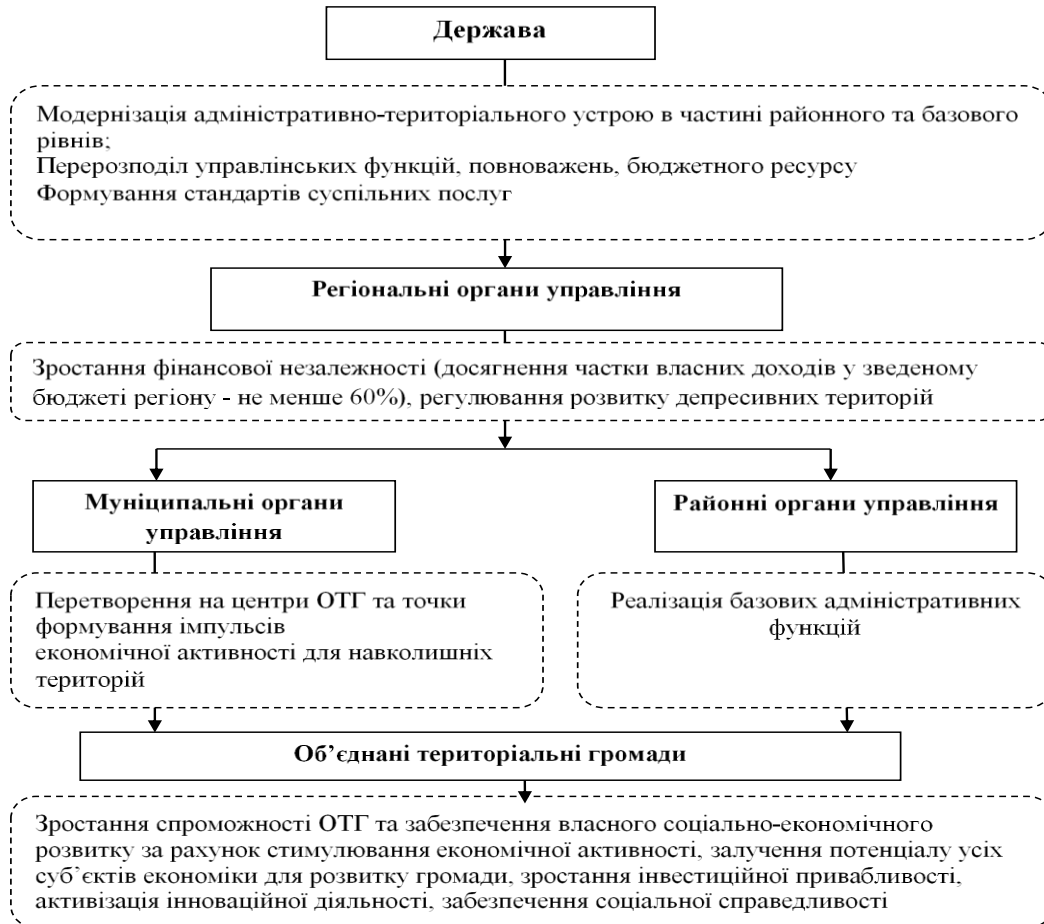 Держава
Модернізація адміністративно-територіального устрою в частині районного та базового
рівнів;
Перерозподіл управлінських функцій, повноважень, бюджетного ресурсу
Формування стандартів суспільних послуг
Регіональні органи управління
Зростання фінансової незалежності (досягнення частки власних доходів у зведеному
бюджеті регіону - не менше 60%), регулювання розвитку депресивних територій
Муніципальні органи
управління
Районні органи управління
Перетворення на центри ОТГ та точки
формування імпульсів
економічної активності для навколишніх
територій
Реалізація базових адміністративних
функцій
Об’єднані територіальні громади
Зростання спроможності ОТГ та забезпечення власного соціально-економічного
розвитку за рахунок стимулювання економічної активності, залучення потенціалу усіх
суб’єктів економіки для розвитку громади, зростання інвестиційної привабливості,
активізація інноваційної діяльності, забезпечення соціальної справедливості